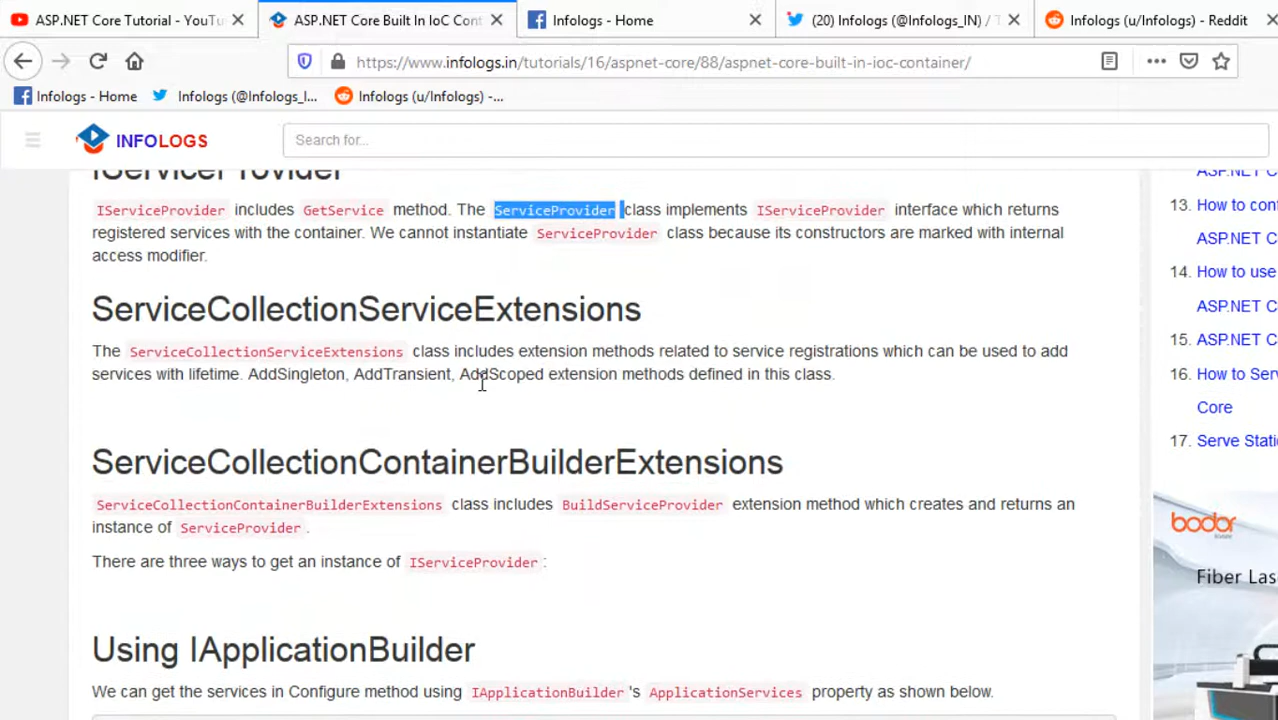 ASP.NET Core Tutorial - YouTu
ASP.NET Core Built In IoC Cont
Infologs - Home
(20) Infologs (@Infologs_IN) / T
Infologs (u/Infologs) - Reddit
https://www.infologs.in/tutorials/16/aspnet-core/88/aspnet-core-built-in-ioc-container/
Infologs - Home
Infologs (@Infologs_I...
Infologs (u/Infologs) -...
INFOLOGS
Search for...
IServiceProvider
IServiceProvider includes GetService method. The ServiceProvider class implements IServiceProvider interface which returns
registered services with the container. We cannot instantiate ServiceProvider class because its constructors are marked with internal
access modifier.
ServiceCollectionServiceExtensions
The ServiceCollectionServiceExtensions class includes extension methods related to service registrations which can be used to add
services with lifetime. AddSingleton, AddTransient, AddScoped extension methods defined in this class.
ServiceCollectionContainerBuilderExtensions
ServiceCollectionContainerBuilderExtensions class includes BuildServiceProvider extension method which creates and returns an
instance of ServiceProvider.
There are three ways to get an instance of IServiceProvider:
Using IApplicationBuilder
We can get the services in Configure method using IApplicationBuilder's ApplicationServices property as shown below.
ASP.NET C
13. How to con
ASP.NET C
14. How to use
ASP.NET C
15. ASP.NET C
16. How to Serv
Core
17. Serve Stati
bodor
Fiber Las